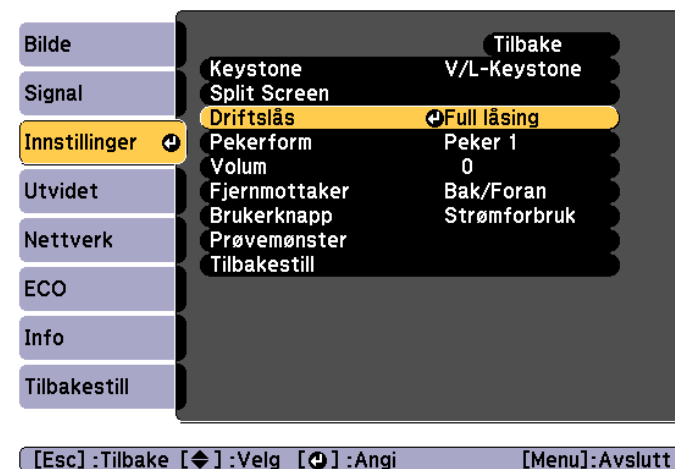 Bilde
Signal
Innstillinger
Utvidet
Nettverk
ECO
Info
Tilbakestill
Tilbake
Keystone V/L-Keystone
Split Screen
Driftslås Full låsing
Pekerform Peker 1
Volum 0
Fjernmottaker Bak/Foran
Brukerknapp Strømforbruk
Prøvemønster
Tilbakestill
[Esc] :Tilbake [◆] :Velg [⏎] :Angi [Menu]:Avslutt